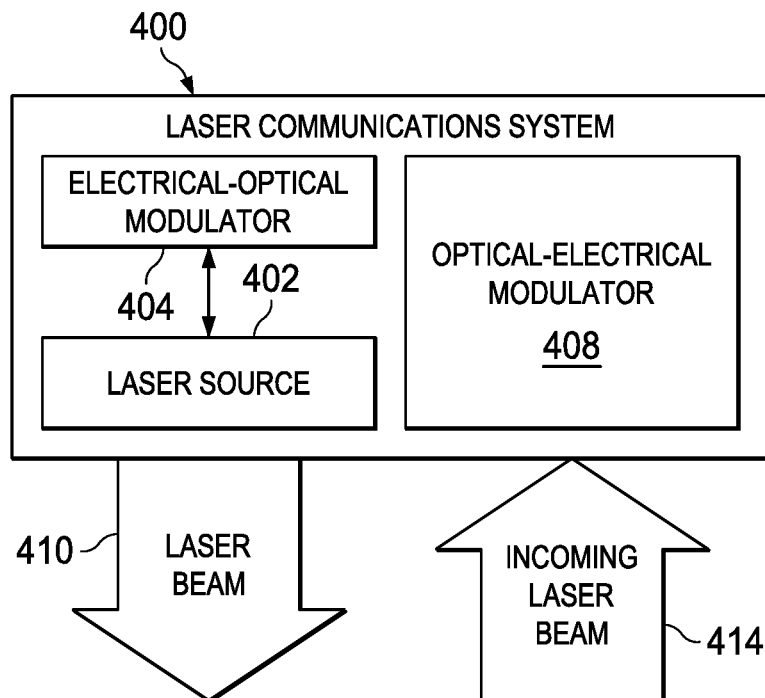 400
LASER COMMUNICATIONS SYSTEM
ELECTRICAL-OPTICAL
MODULATOR
404
402
LASER SOURCE
OPTICAL-ELECTRICAL
MODULATOR
408
410
LASER
BEAM
INCOMING
LASER
BEAM
414